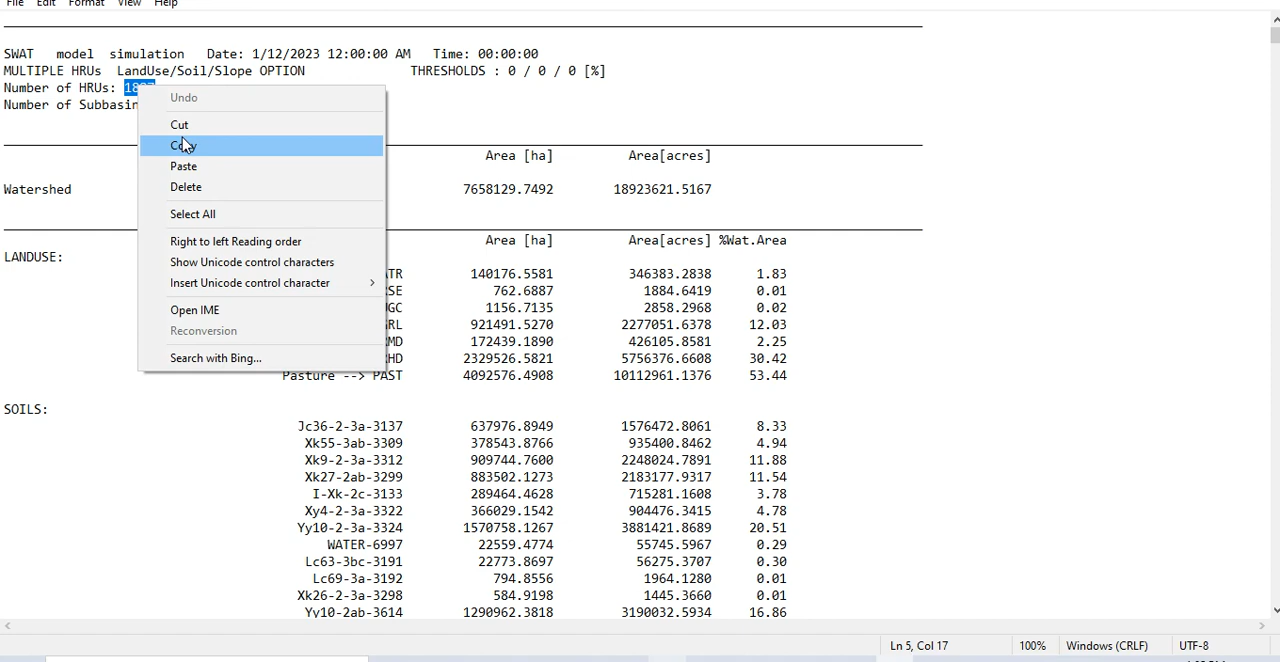 File Edit Format View Help
SWAT model simulation Date: 1/12/2023 12:00:00 AM Time: 00:00:00
MULTIPLE HRUs LandUse/Soil/Slope OPTION THRESHOLDS : 0 / 0 / 0 [%]
Number of HRUs:
Number of
Undo
Cut
Copy
Paste
Delete
Select All
Right to left Reading order
Show Unicode control characters
Insert Unicode control character
Open IME
Reconversion
Search with Bing...
Area [ha] Area[acres]
Watershed 7658129.7492 18923621.5167
Area [ha] Area[acres] %Wat.Area
LANDUSE:
140176.5581 346383.2838 1.83
762.6887 1884.6419 0.01
1156.7135 2858.2968 0.02
921491.5270 2277051.6378 12.03
172439.1890 426105.8581 2.25
2329526.5821 5756376.6608 30.42
Pasture --> PAST 4092576.4908 10112961.1376 53.44
SOILS:
Jc36-2-3a-3137 637976.8949 1576472.8061 8.33
Xk55-3ab-3309 378543.8766 935400.8462 4.94
Xk9-2-3a-3312 909744.7600 2248024.7891 11.88
Xk27-2ab-3299 883502.1273 2183177.9317 11.54
I-Xk-2c-3133 289464.4628 715281.1608 3.78
Xy4-2-3a-3322 366029.1542 904476.3415 4.78
Yy10-2-3a-3324 1570758.1267 3881421.8689 20.51
WATER-6997 22559.4774 55745.5967 0.29
Lc63-3bc-3191 22773.8697 56275.3707 0.30
Lc69-3a-3192 794.8556 1964.1280 0.01
Xk26-2-3a-3298 584.9198 1445.3660 0.01
Yy10-2ab-3614 1290962.3818 3190032.5934 16.86
Ln 5, Col 17 100% Windows (CRLF) UTF-8